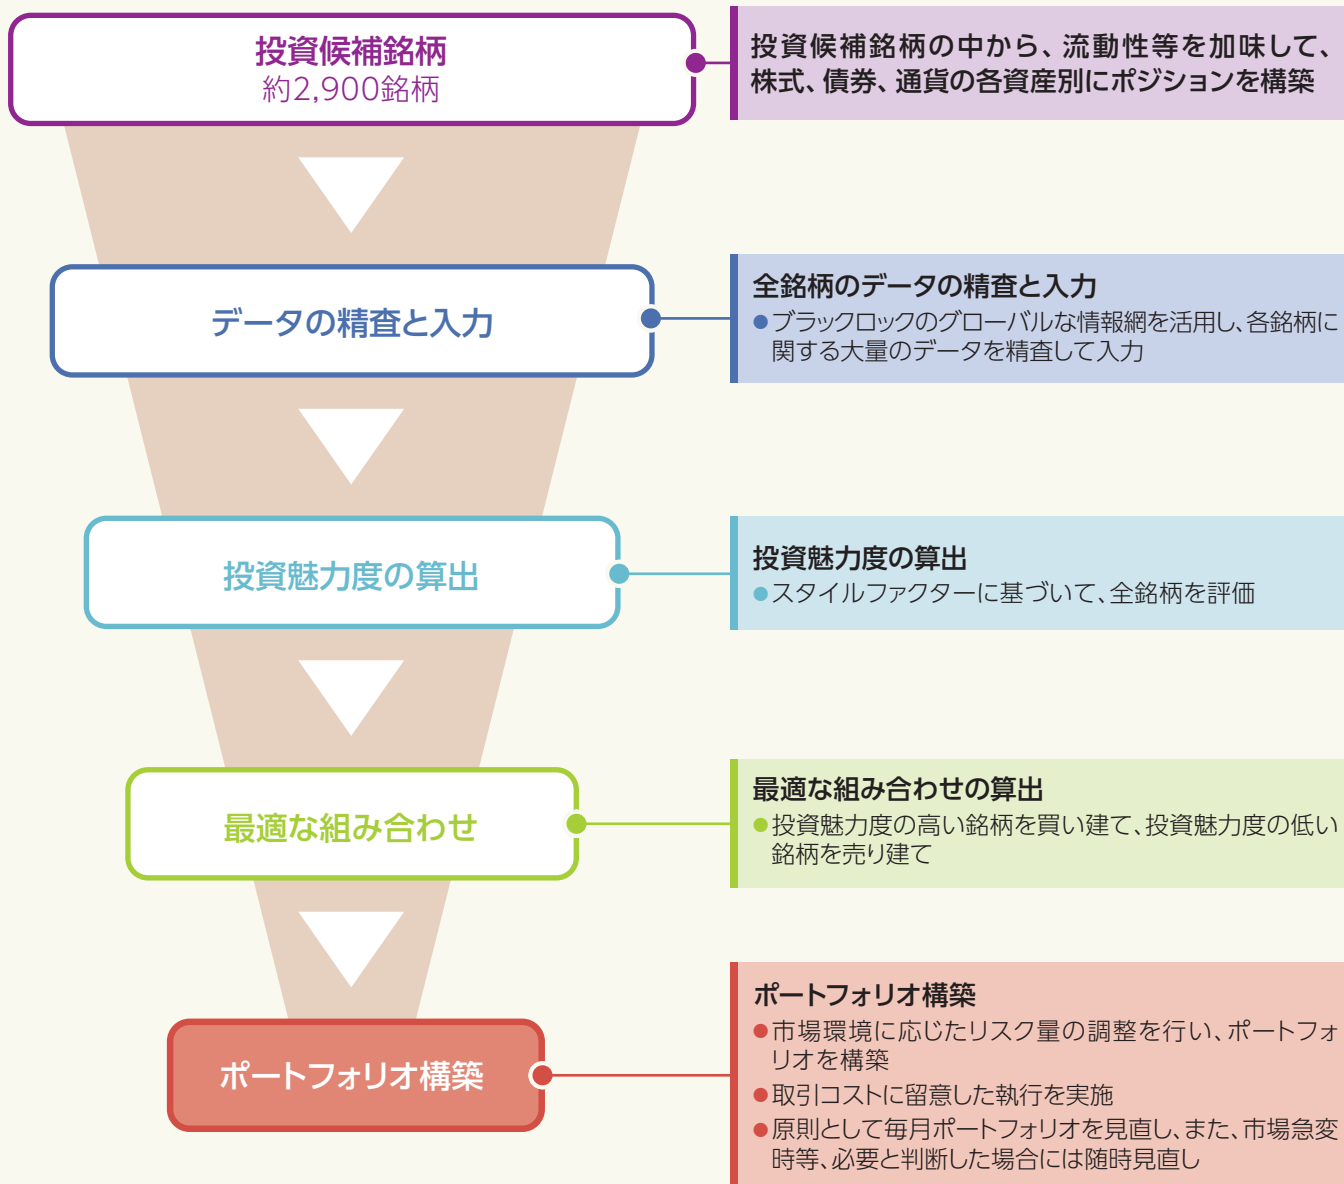 投資候補銘柄
約2,900銘柄
投資候補銘柄の中から、流動性等を加味して、
株式、債券、通貨の各資産別にポジションを構築
データの精査と入力
全銘柄のデータの精査と入力
●ブラックロックのグローバルな情報網を活用し、各銘柄に
関する大量のデータを精査して入力
投資魅力度の算出
投資魅力度の算出
●スタイルファクターに基づいて、全銘柄を評価
最適な組み合わせ
最適な組み合わせの算出
●投資魅力度の高い銘柄を買い建て、投資魅力度の低い
銘柄を売り建て
ポートフォリオ構築
ポートフォリオ構築
●市場環境に応じたリスク量の調整を行い、ポートフォ
リオを構築
●取引コストに留意した執行を実施
●原則として毎月ポートフォリオを見直し、また、市場急変
時等、必要と判断した場合には随時見直し